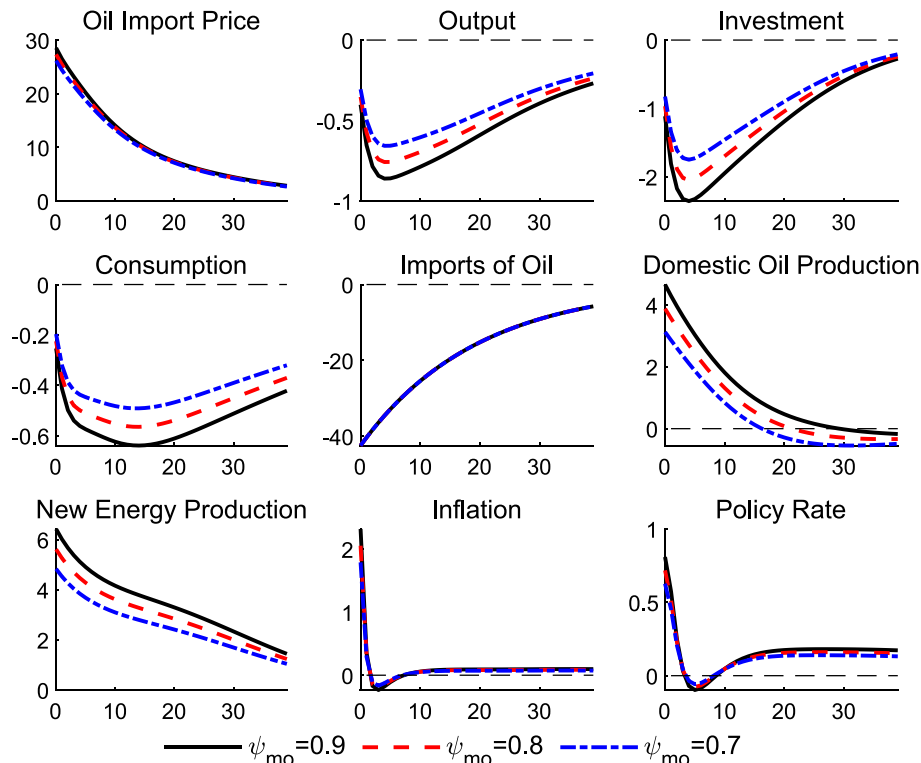 Oil Import Price Output Investment
30 0 0
20 -0.5 -1
10 -2
0 -1
0 10 20 30 0 10 20 30 0 10 20 30
Consumption Imports of Oil Domestic Oil Production
0 0 4
-0.2 -20 2
-0.4 0
-0.6 -40
0 10 20 30 0 10 20 30 0 10 20 30
New Energy Production Inflation Policy Rate
6 2 1
4 1 0.5
2 0 0
0
0 10 20 30 0 10 20 30 0 10 20 30
ψmo=0.9 ψmo=0.8 ψmo=0.7